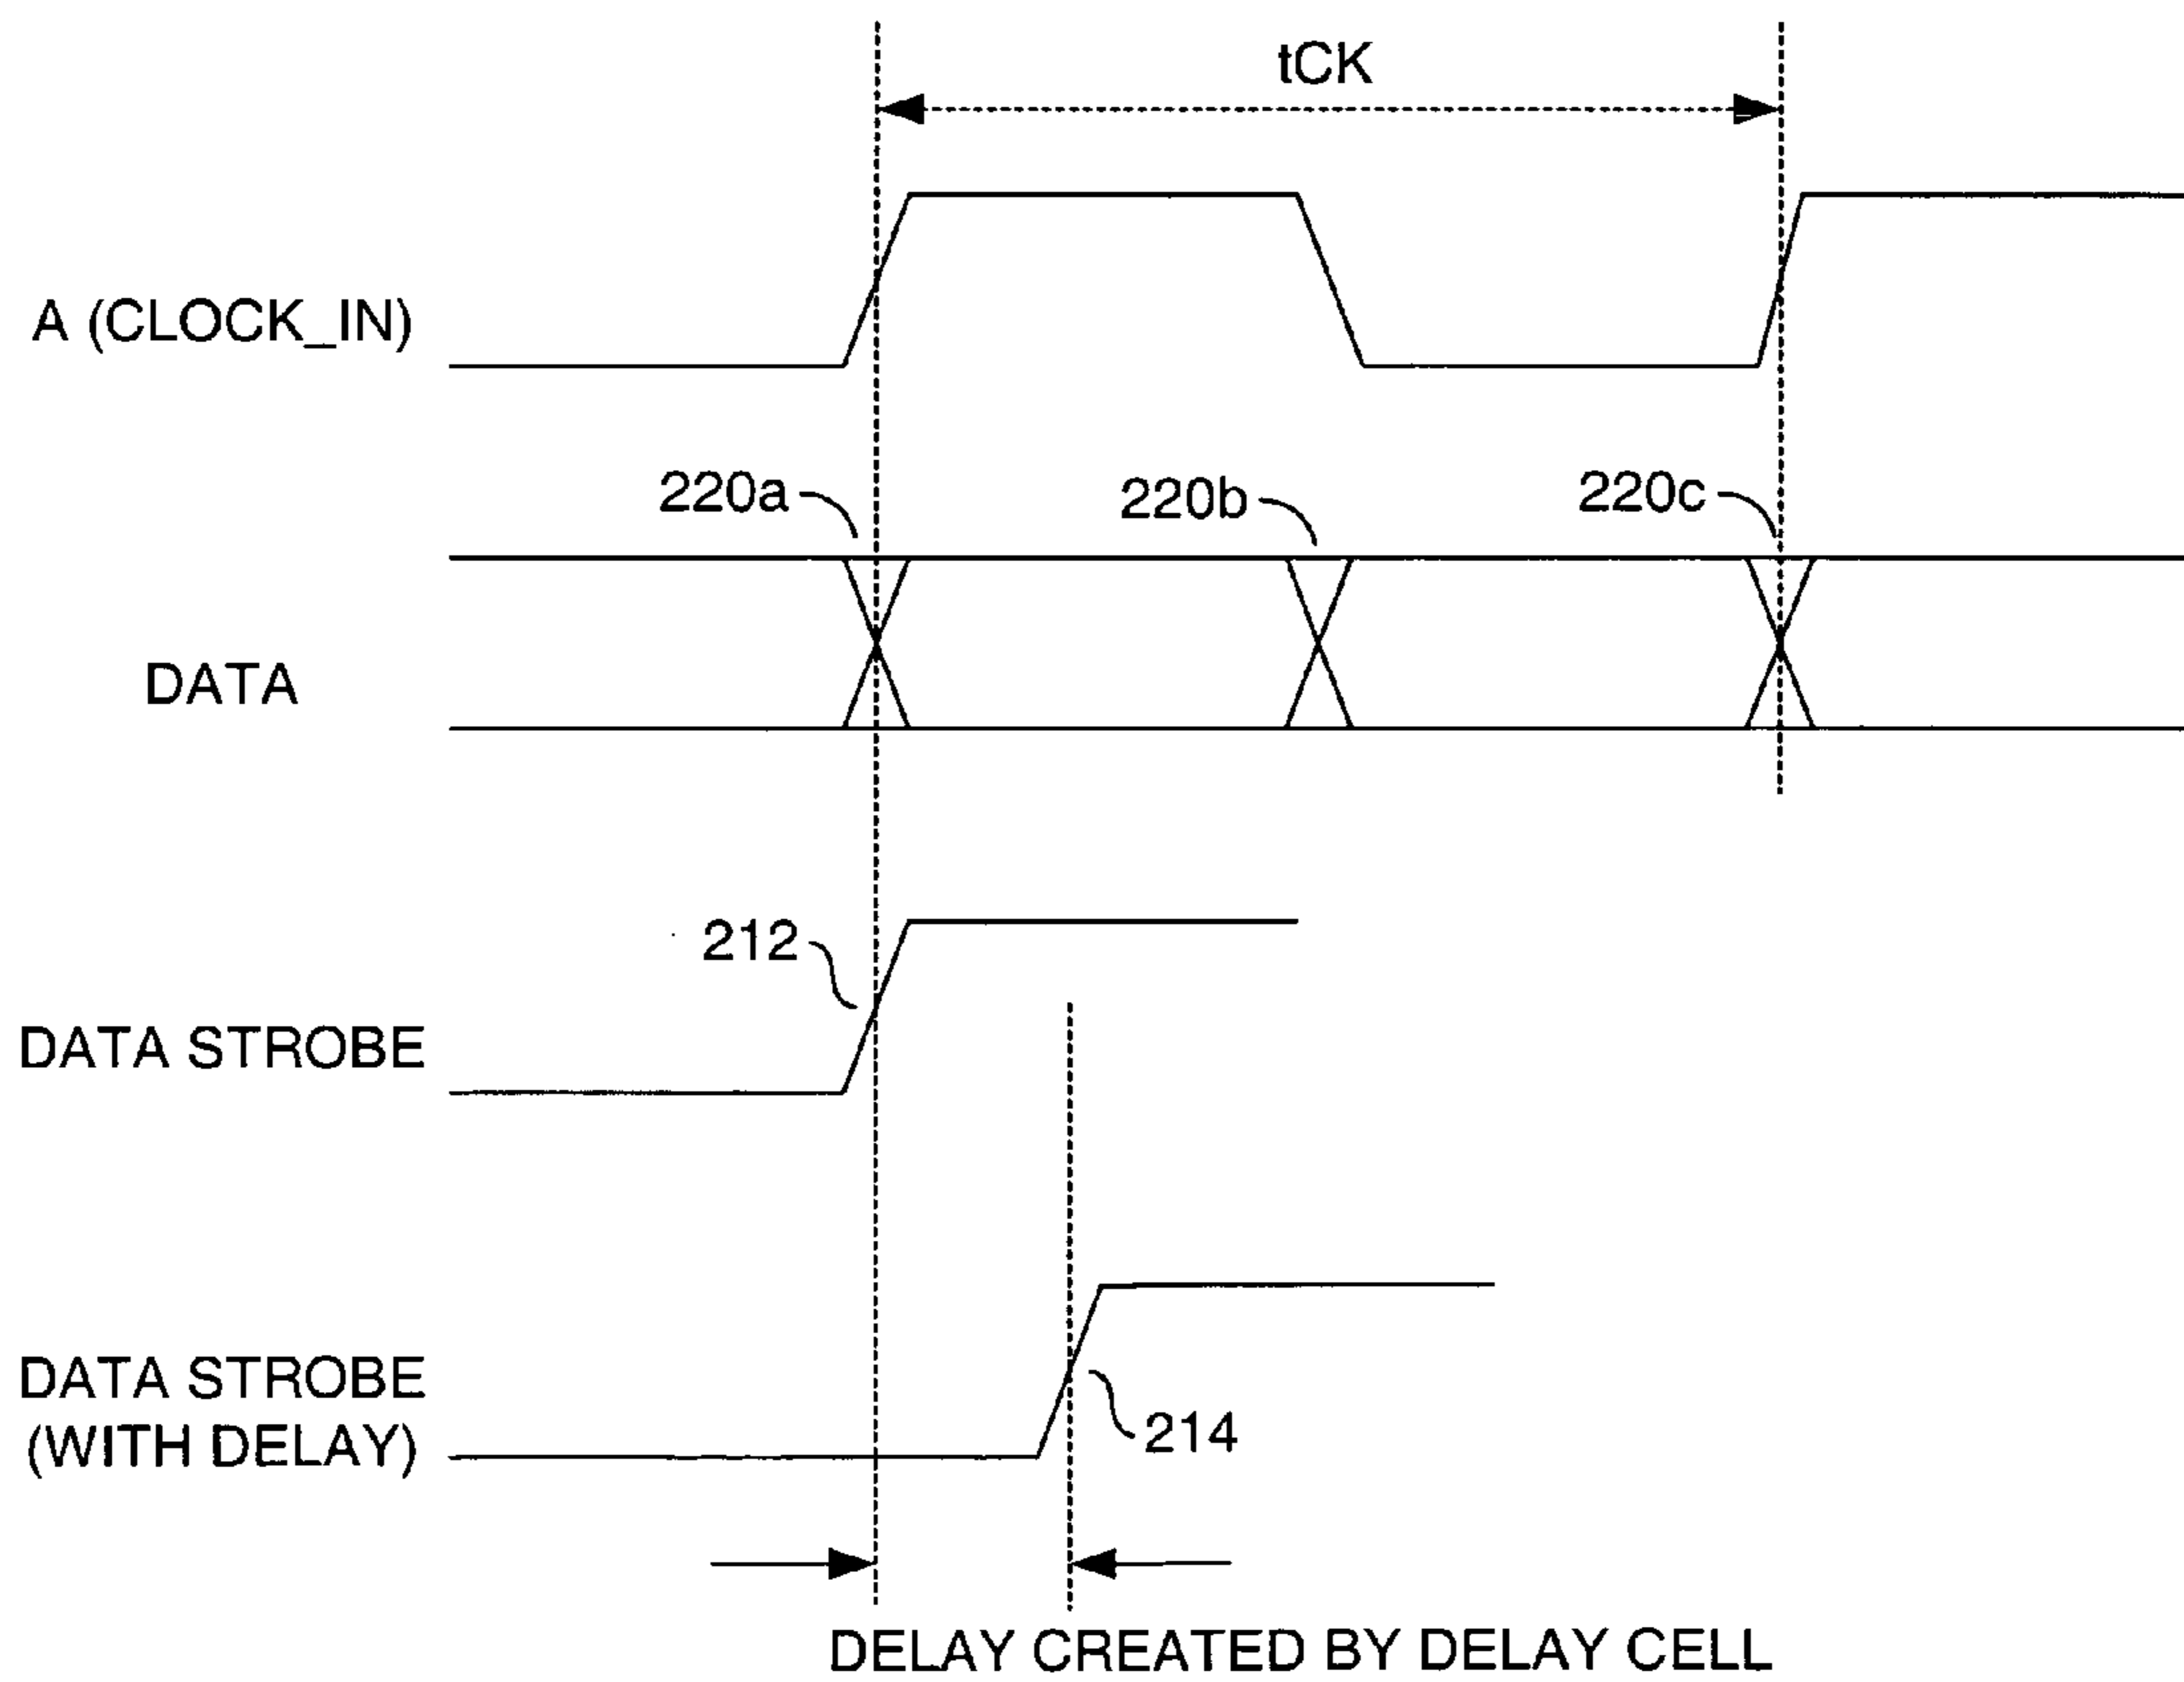 tCK
A (CLOCK_IN)
220a
220b
220c
DATA
212
DATA STROBE
DATA STROBE
(WITH DELAY)
214
DELAY CREATED BY DELAY CELL